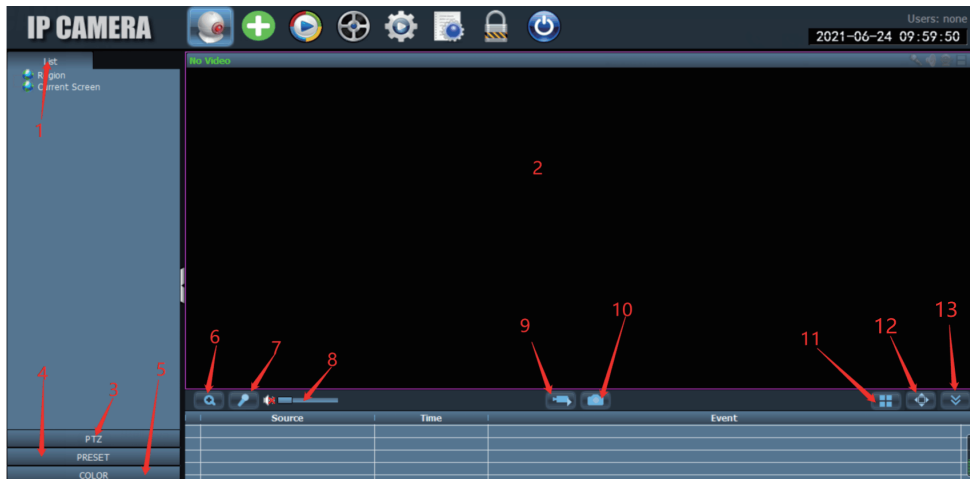 IP CAMERA
Users: none
2021-06-24 09:59:50
List
Region
Current Screen
No Video
1
2
3
4
5
6
7
8
9
10
11
12
13
PTZ
PRESET
COLOR
Source Time Event